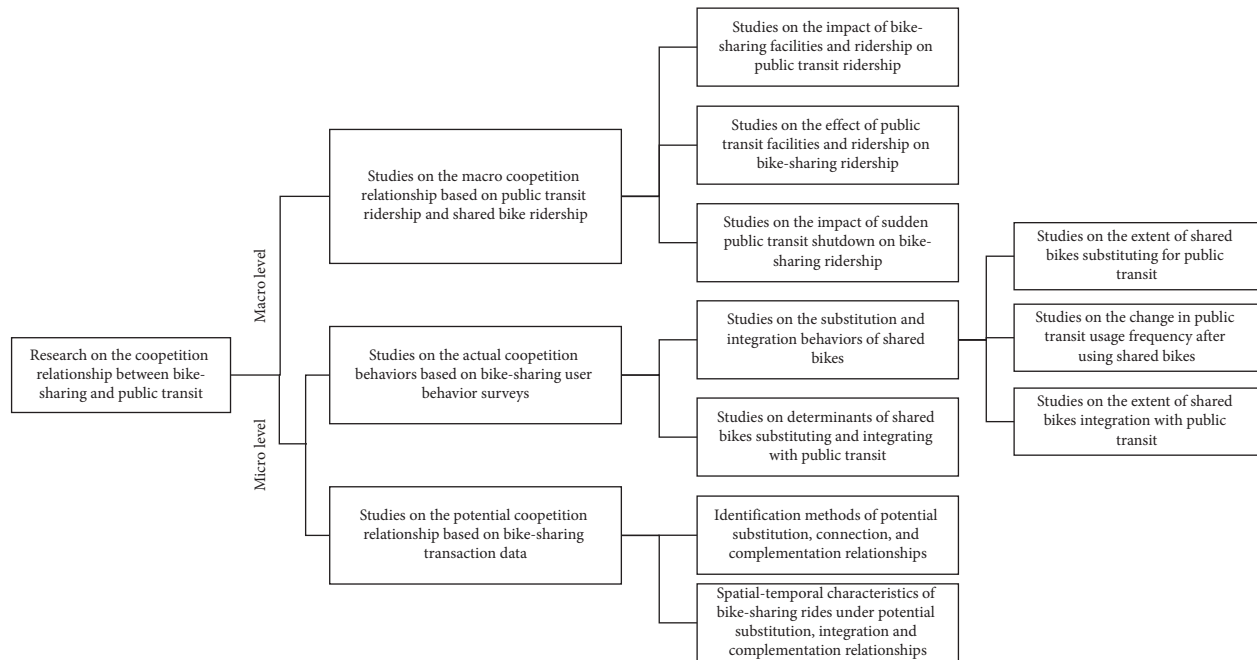 Research on the coopetition
relationship between bike-
sharing and public transit
Macro level
Micro level
Studies on the macro coopetition
relationship based on public transit
ridership and shared bike ridership
Studies on the impact of bike-
sharing facilities and ridership on
public transit ridership
Studies on the effect of public
transit facilities and ridership on
bike-sharing ridership
Studies on the impact of sudden
public transit shutdown on bike-
sharing ridership
Studies on the actual coopetition
behaviors based on bike-sharing user
behavior surveys
Studies on the substitution and
integration behaviors of shared
bikes
Studies on the extent of shared
bikes substituting for public
transit
Studies on the change in public
transit usage frequency after
using shared bikes
Studies on the extent of shared
bikes integration with public
transit
Studies on determinants of shared
bikes substituting and integrating
with public transit
Studies on the potential coopetition
relationship based on bike-sharing
transaction data
Identification methods of potential
substitution, connection, and
complementation relationships
Spatial-temporal characteristics of
bike-sharing rides under potential
substitution, integration and
complementation relationships